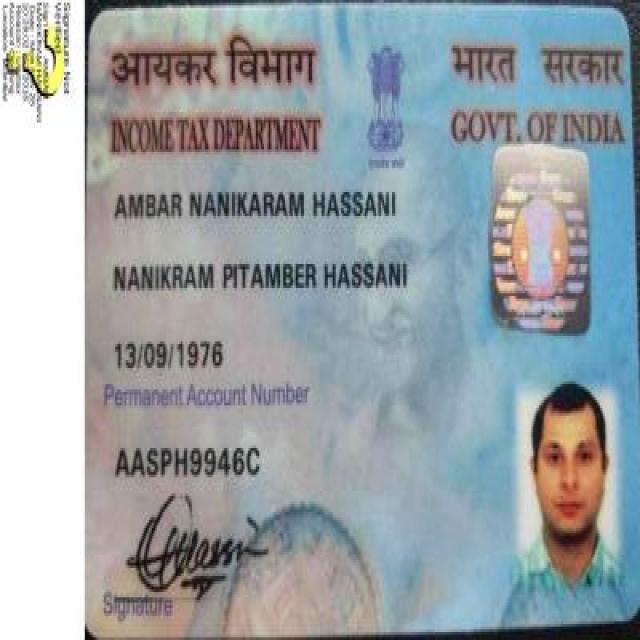 आयकर विभाग
भारत सरकार
INCOME TAX DEPARTMENT
GOVT. OF INDIA
AMBAR NANIKARAM HASSANI
NANIKRAM PITAMBER HASSANI
13/09/1976
Permanent Account Number
AASPH9946C
Signature